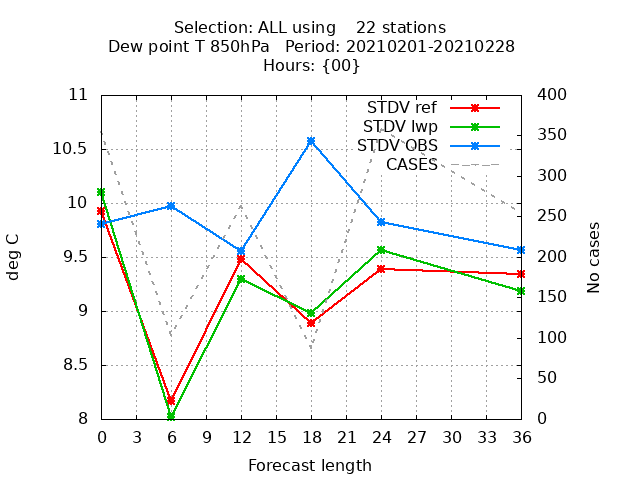 Selection: ALL using    22 stations
Dew point T 850hPa   Period: 20210201-20210228
Hours: {00}
STDV ref
STDV lwp
STDV OBS
CASES
deg C
11
10.5
10
9.5
9
8.5
8
No cases
400
350
300
250
200
150
100
50
0
0 3 6 9 12 15 18 21 24 27 30 33 36
Forecast length